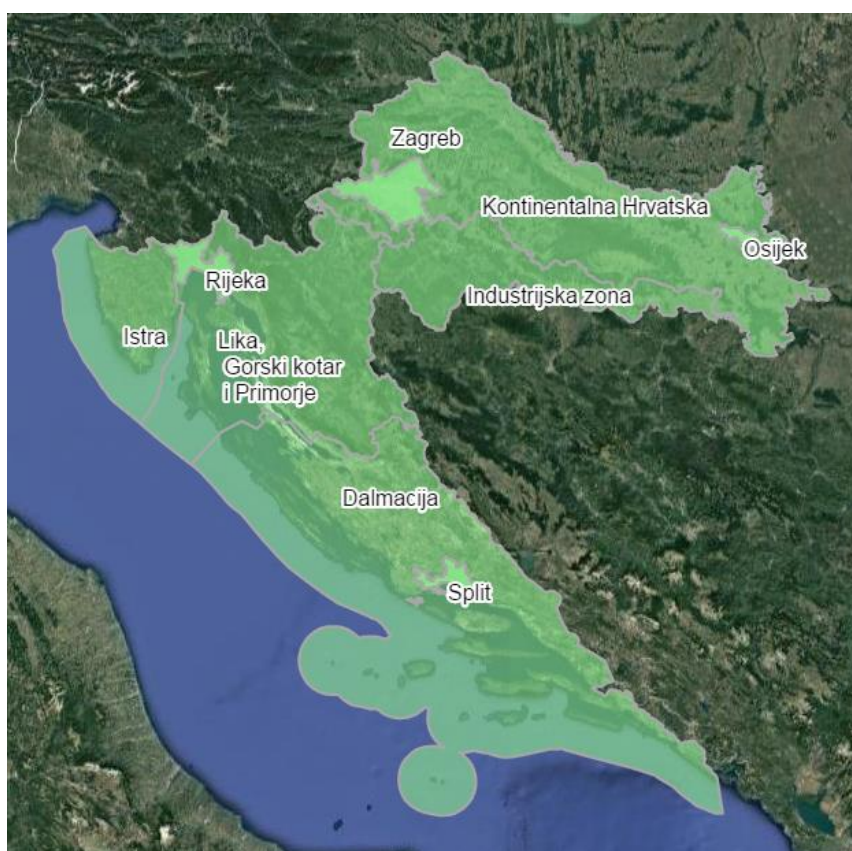 Zagreb
Kontinentalna Hrvatska
Osijek
Rijeka
Industrijska zona
Istra
Lika,
Gorski kotar
i Primorje
Dalmacija
Split